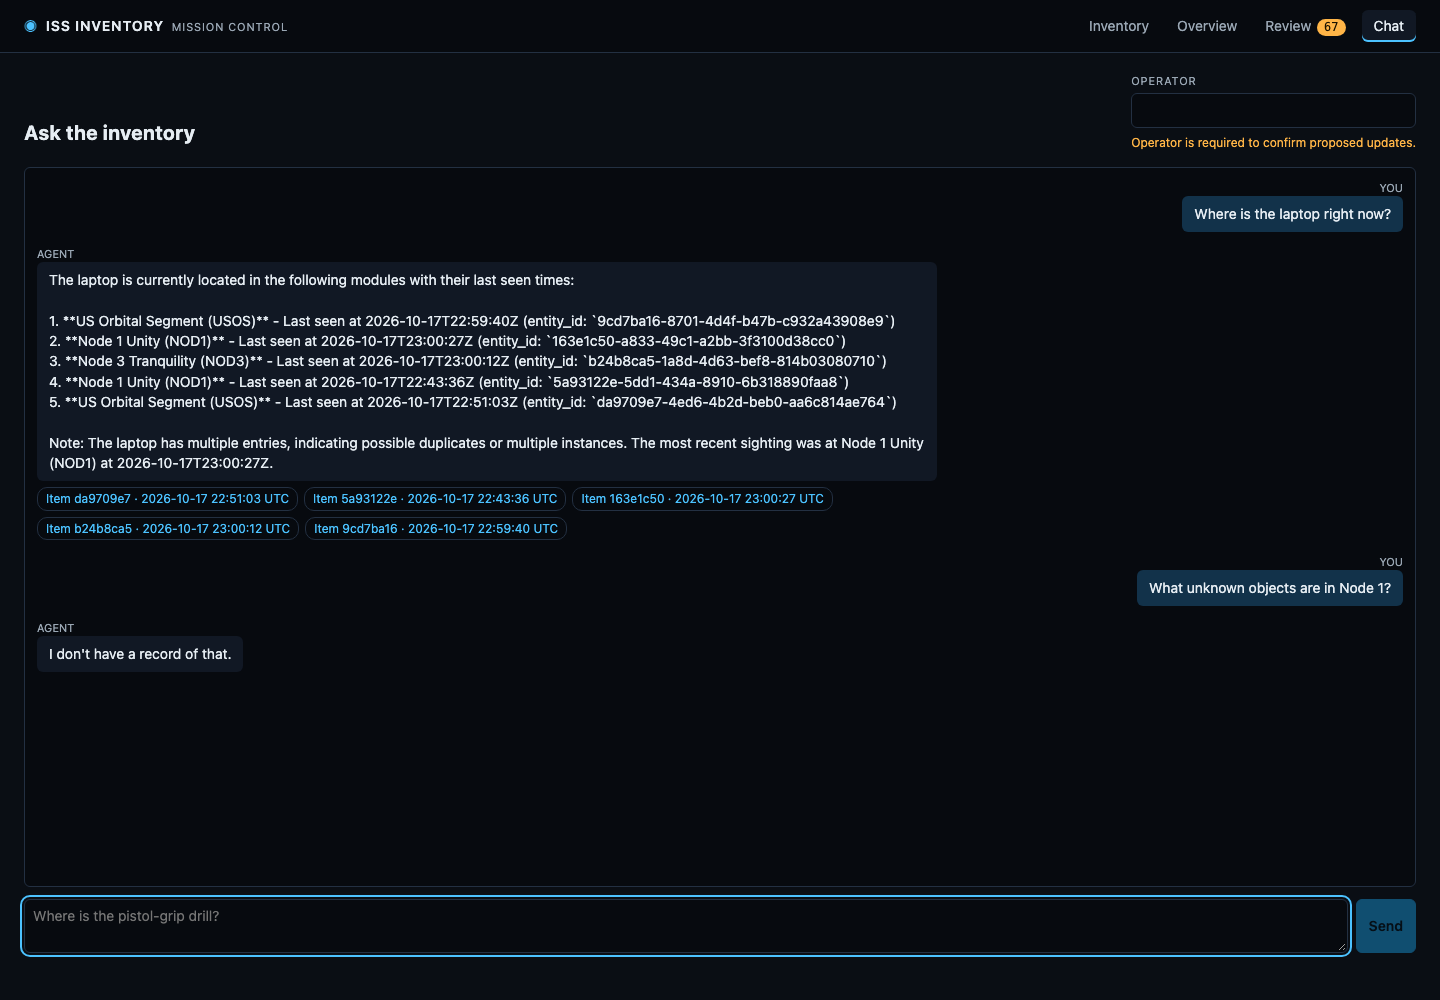 ISS INVENTORY MISSION CONTROL
Inventory
Overview
Review 67
Chat
OPERATOR
Operator is required to confirm proposed updates.
Ask the inventory
YOU
Where is the laptop right now?
AGENT
The laptop is currently located in the following modules with their last seen times:
1. **US Orbital Segment (USOS)** - Last seen at 2026-10-17T22:59:40Z (entity_id: `9cd7ba16-8701-4d4f-b47b-c932a43908e9`)
2. **Node 1 Unity (NOD1)** - Last seen at 2026-10-17T23:00:27Z (entity_id: `163e1c50-a833-49c1-a2bb-3f3100d38cc0`)
3. **Node 3 Tranquility (NOD3)** - Last seen at 2026-10-17T23:00:12Z (entity_id: `b24b8ca5-1a8d-4d63-bef8-814b03080710`)
4. **Node 1 Unity (NOD1)** - Last seen at 2026-10-17T22:43:36Z (entity_id: `5a93122e-5dd1-434a-8910-6b318890faa8`)
5. **US Orbital Segment (USOS)** - Last seen at 2026-10-17T22:51:03Z (entity_id: `da9709e7-4ed6-4b2d-beb0-aa6c814ae764`)
Note: The laptop has multiple entries, indicating possible duplicates or multiple instances. The most recent sighting was at Node 1 Unity
(NOD1) at 2026-10-17T23:00:27Z.
Item da9709e7 · 2026-10-17 22:51:03 UTC
Item 5a93122e · 2026-10-17 22:43:36 UTC
Item 163e1c50 · 2026-10-17 23:00:27 UTC
Item b24b8ca5 · 2026-10-17 23:00:12 UTC
Item 9cd7ba16 · 2026-10-17 22:59:40 UTC
YOU
What unknown objects are in Node 1?
AGENT
I don't have a record of that.
Where is the pistol-grip drill?
Send